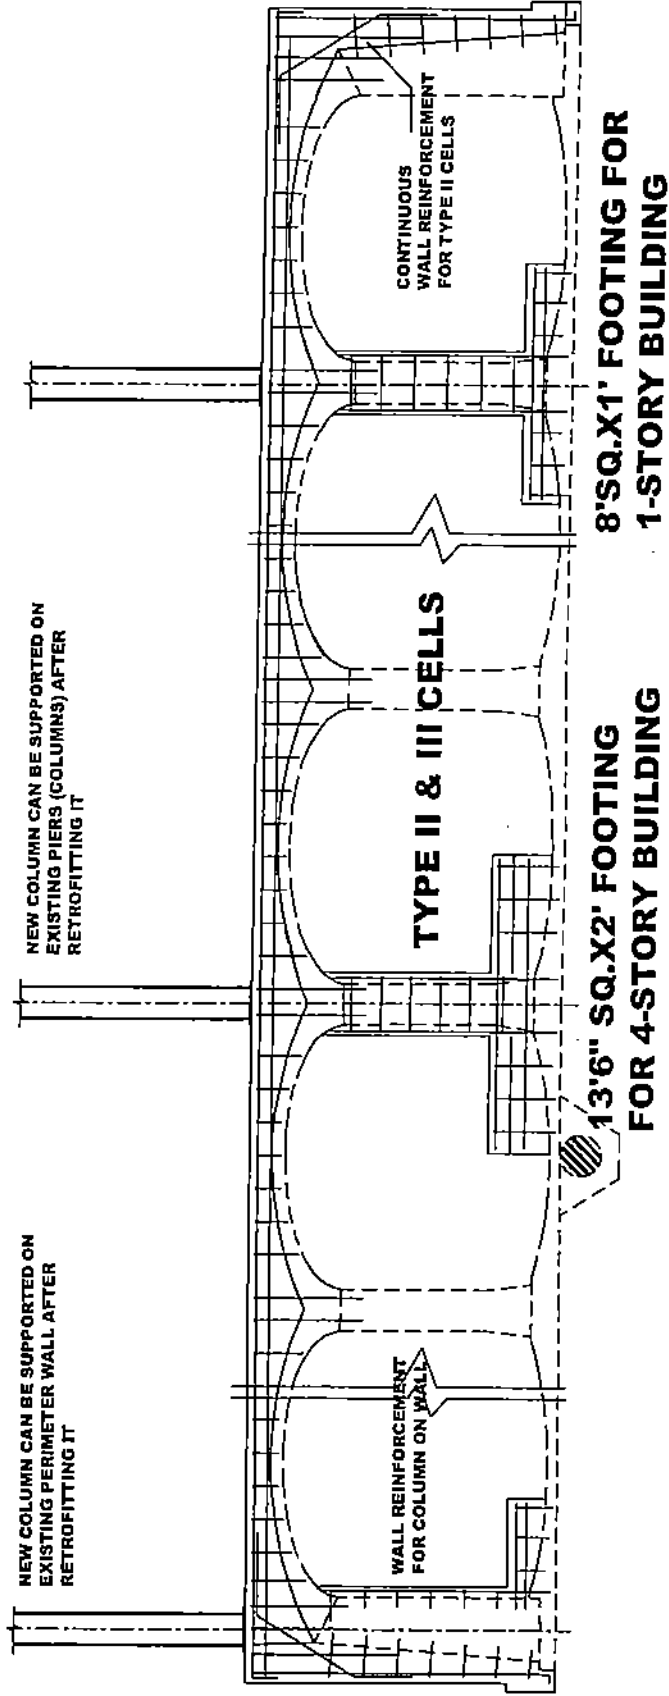 NEW COLUMN CAN BE SUPPORTED ON
EXISTING PERIMETER WALL AFTER
RETROFITTING IT
NEW COLUMN CAN BE SUPPORTED ON
EXISTING PIERS (COLUMNS) AFTER
RETROFITTING IT
WALL REINFORCEMENT
FOR COLUMN ON WALL
TYPE II & III CELLS
CONTINUOUS
WALL REINFORCEMENT
FOR TYPE II CELLS
13'6" SQ.X2' FOOTING
FOR 4-STORY BUILDING
8'SQ.X1' FOOTING FOR
1-STORY BUILDING